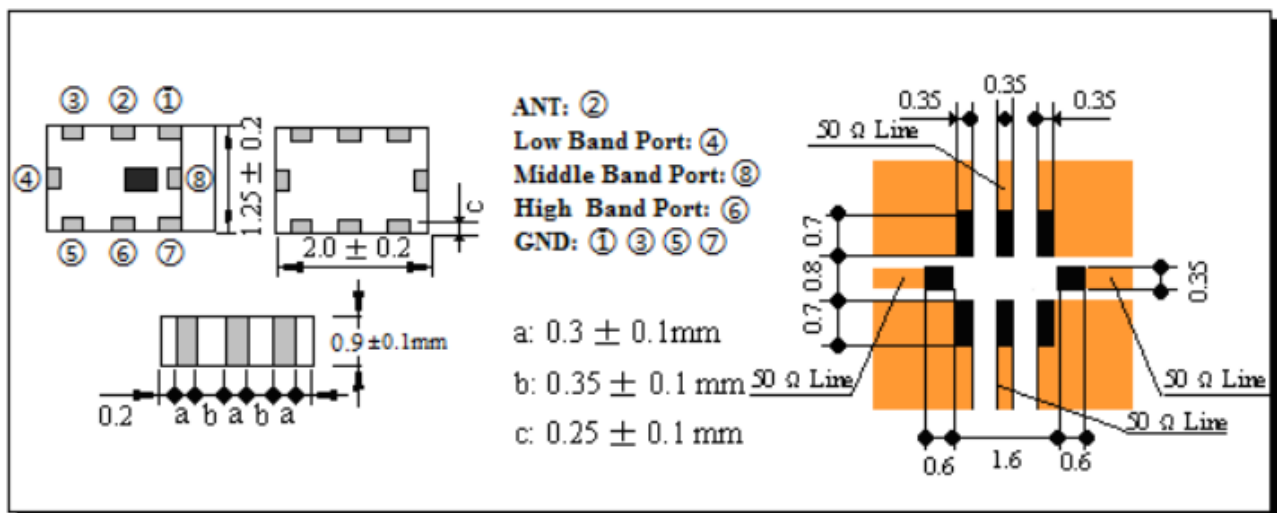 ③ ② ①
④ ⑧
⑤ ⑥ ⑦
1.25 ± 0.2
c
2.0 ± 0.2
0.9 ±0.1mm
0.2 a b a b a
ANT: ②
Low Band Port: ④
Middle Band Port: ⑧
High Band Port: ⑥
GND: ① ③ ⑤ ⑦
a: 0.3 ± 0.1mm
b: 0.35 ± 0.1 mm
c: 0.25 ± 0.1 mm
0.35
0.35 0.35
50 Ω Line
0.7
0.8
0.7
0.35
50 Ω Line
50 Ω Line
50 Ω Line
0.6 1.6 0.6